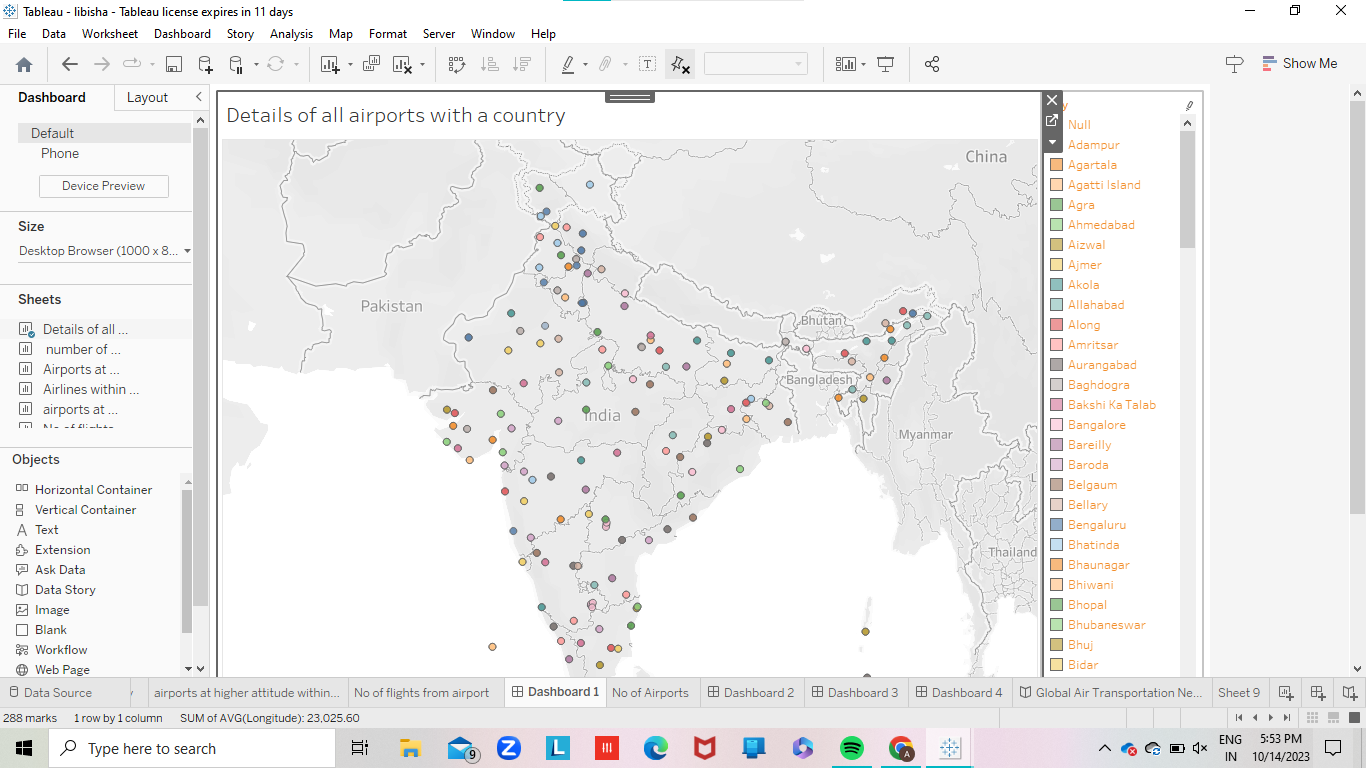 Tableau - libisha - Tableau license expires in 11 days
File Data Worksheet Dashboard Story Analysis Map Format Server Window Help
Show Me
Dashboard Layout
Default
Phone
Device Preview
Size
Desktop Browser (1000 x 8...
Sheets
Details of all ...
number of ...
Airports at ...
Airlines within ...
airports at ...
Objects
Horizontal Container
Vertical Container
Text
Extension
Ask Data
Data Story
Image
Blank
Workflow
Web Page
Details of all airports with a country
China
Pakistan
Bhutan
Bangladesh
India
Myanmar
Thailand
y
Null
Adampur
Agartala
Agatti Island
Agra
Ahmedabad
Aizwal
Ajmer
Akola
Allahabad
Along
Amritsar
Aurangabad
Baghdogra
Bakshi Ka Talab
Bangalore
Bareilly
Baroda
Belgaum
Bellary
Bengaluru
Bhatinda
Bhaunagar
Bhiwani
Bhopal
Bhubaneswar
Bhuj
Bidar
Data Source airports at higher attitude within... No of flights from airport Dashboard 1 No of Airports Dashboard 2 Dashboard 3 Dashboard 4 Global Air Transportation Ne... Sheet 9
288 marks 1 row by 1 column SUM of AVG(Longitude): 23,025.60
Type here to search
9
ENG
IN
5:53 PM
10/14/2023